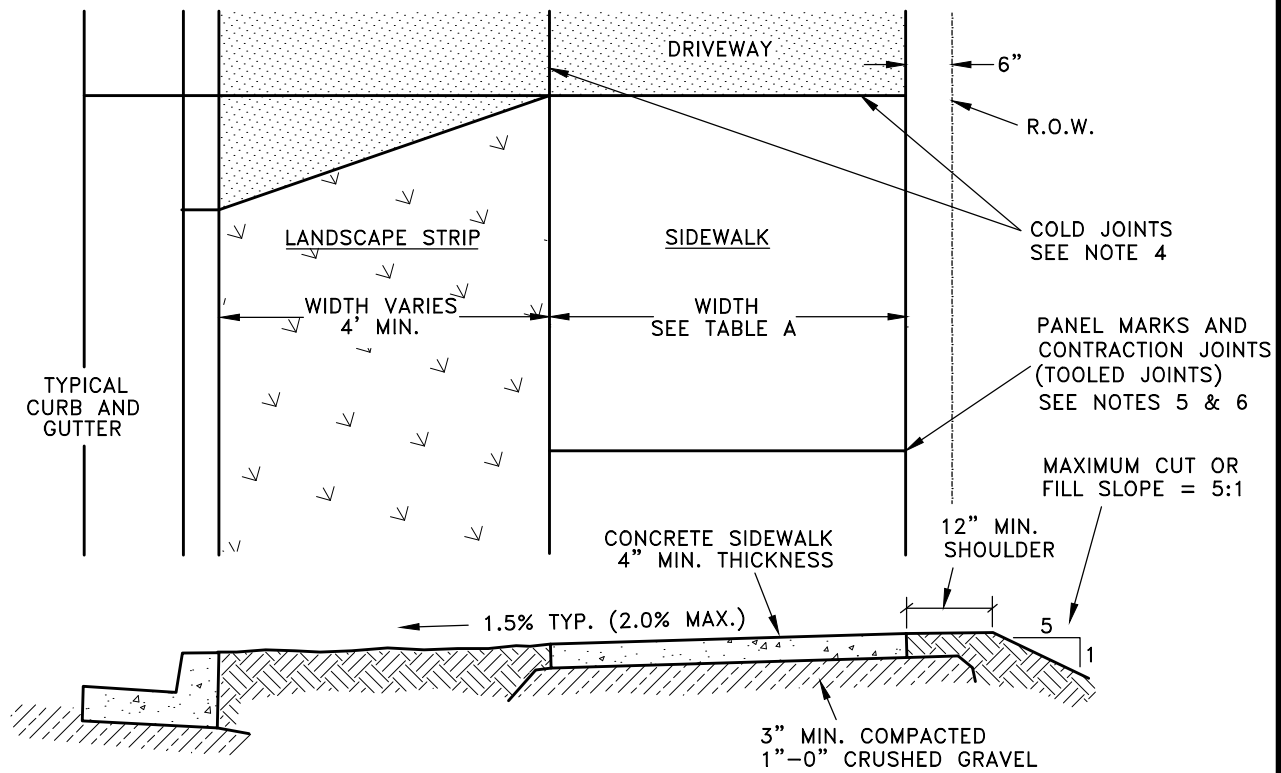 DRIVEWAY
6”
R.O.W.
COLD JOINTS
SEE NOTE 4
LANDSCAPE STRIP
SIDEWALK
WIDTH VARIES
4' MIN.
WIDTH
SEE TABLE A
PANEL MARKS AND
CONTRACTION JOINTS
(TOOLED JOINTS)
SEE NOTES 5 & 6
TYPICAL
CURB AND
GUTTER
MAXIMUM CUT OR
FILL SLOPE = 5:1
12” MIN.
SHOULDER
CONCRETE SIDEWALK
4” MIN. THICKNESS
1.5% TYP. (2.0% MAX.)
5
1
3” MIN. COMPACTED
1”-0” CRUSHED GRAVEL